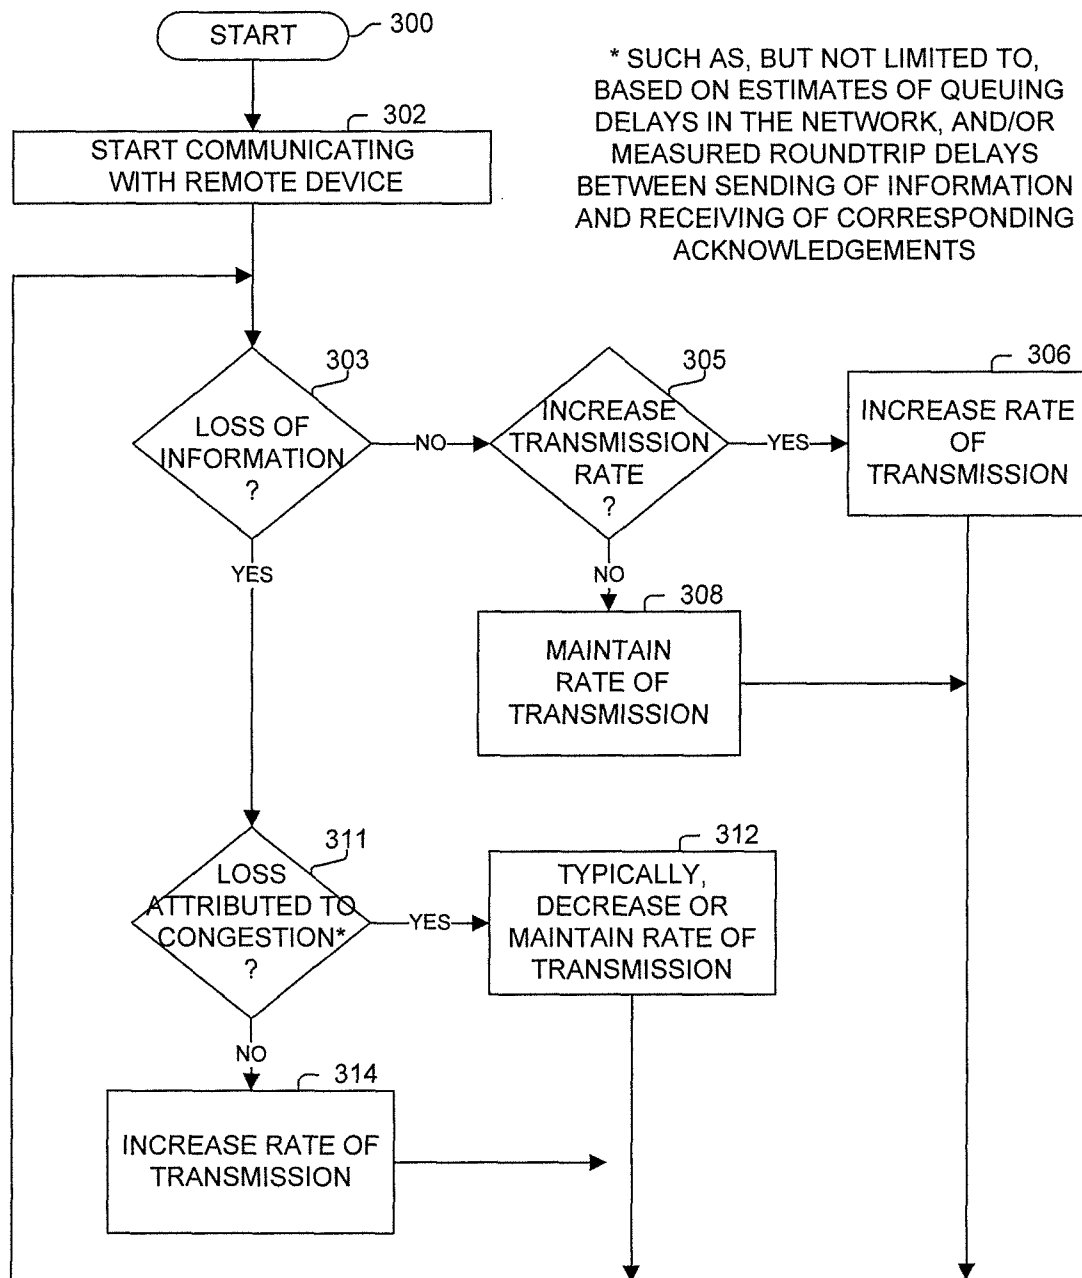 START
300
* SUCH AS, BUT NOT LIMITED TO,
BASED ON ESTIMATES OF QUEUING
DELAYS IN THE NETWORK, AND/OR
MEASURED ROUNDTRIP DELAYS
BETWEEN SENDING OF INFORMATION
AND RECEIVING OF CORRESPONDING
ACKNOWLEDGEMENTS
302
START COMMUNICATING
WITH REMOTE DEVICE
303
LOSS OF
INFORMATION
?
NO
305
INCREASE
TRANSMISSION
RATE
?
YES
306
INCREASE RATE
OF
TRANSMISSION
YES
NO
308
MAINTAIN
RATE OF
TRANSMISSION
311
LOSS
ATTRIBUTED TO
CONGESTION*
?
YES
312
TYPICALLY,
DECREASE OR
MAINTAIN RATE OF
TRANSMISSION
NO
314
INCREASE RATE OF
TRANSMISSION